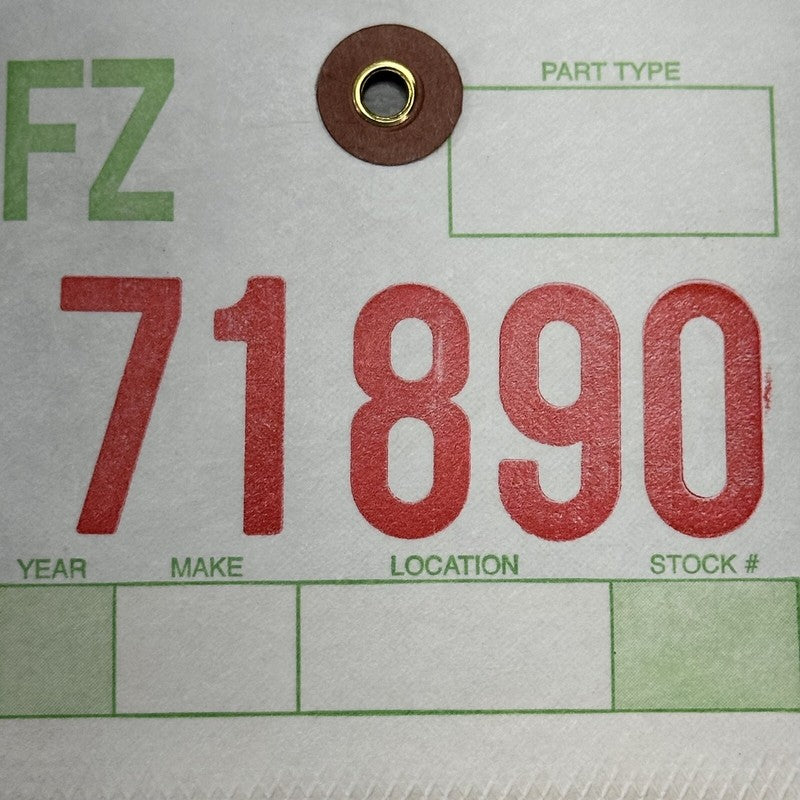 FZ
PART TYPE
71890
YEAR MAKE LOCATION STOCK #